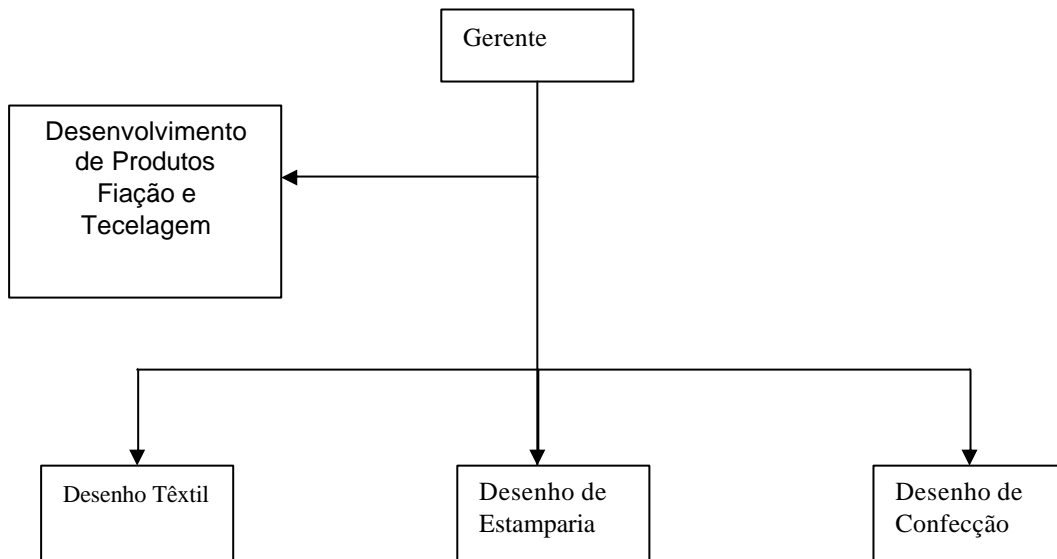 Gerente
Desenvolvimento
de Produtos
Fiação e
Tecelagem
Desenho Têxtil
Desenho de
Estamparia
Desenho de
Confecção